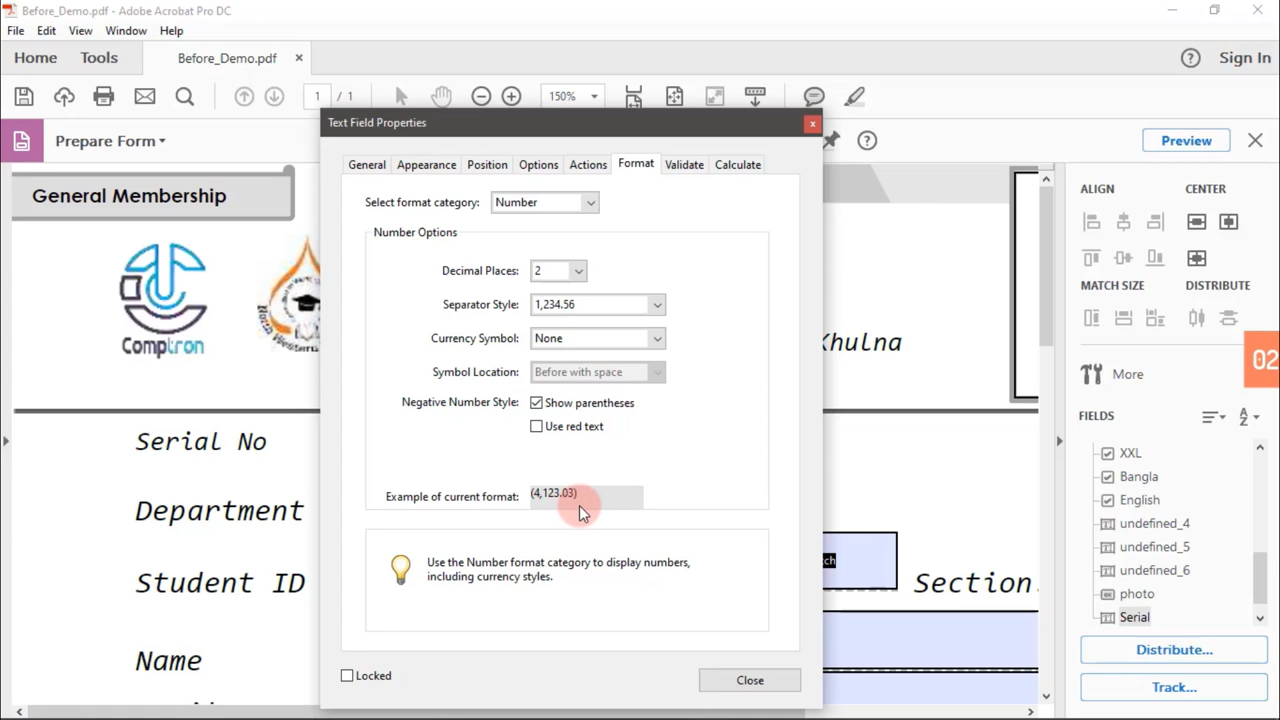 Before_Demo.pdf - Adobe Acrobat Pro DC
File Edit View Window Help
Home Tools Before_Demo.pdf × Sign In
1 / 1 150%
Text Field Properties
Prepare Form Preview
General Appearance Position Options Actions Format Validate Calculate
General Membership
Select format category: Number
Number Options
Decimal Places: 2
Separator Style: 1,234.56
Currency Symbol: None
Symbol Location: Before with space
Negative Number Style: Show parentheses
Use red text
Example of current format: (4,123.03)
Use the Number format category to display numbers,
including currency styles.
Locked
Close
Comptron
Khulna
Serial No
Department
Student ID
Section:
Name
ALIGN CENTER
MATCH SIZE DISTRIBUTE
More
02
FIELDS
XXL
Bangla
English
undefined_4
undefined_5
undefined_6
photo
Serial
Distribute...
Track...